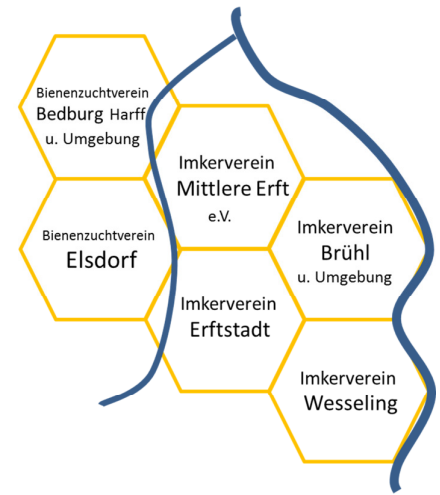 Bienenzuchtverein
Bedburg Harff
u. Umgebung
Imkerverein
Mittlere Erft
e.V.
Bienenzuchtverein
Elsdorf
Imkerverein
Brühl
u. Umgebung
Imkerverein
Erftstadt
Imkerverein
Wesseling